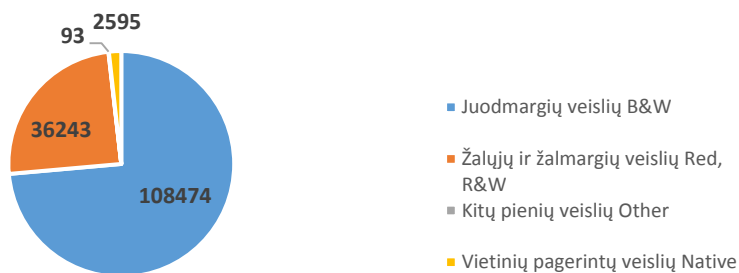 93
2595
36243
108474
Juodmargių veislių B&W
Žalųjų ir žalmargių veislių Red,
R&W
Kitų pienių veislių Other
Vietinių pagerintų veislių Native